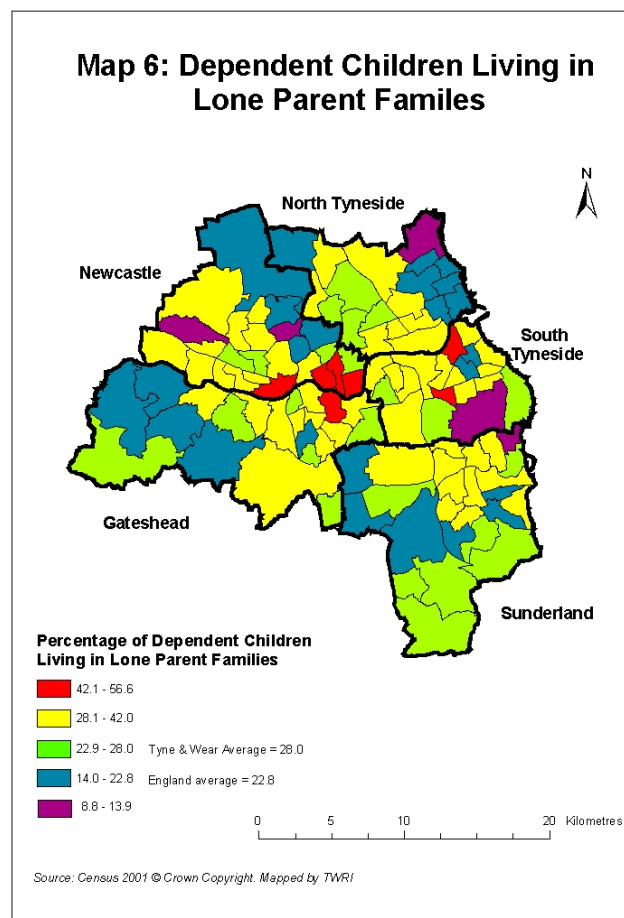 Map 6: Dependent Children Living in
Lone Parent Familes
N
North Tyneside
Newcastle
South
Tyneside
Gateshead
Sunderland
Percentage of Dependent Children
Living in Lone Parent Families
42.1 - 56.6
28.1 - 42.0
22.9 - 28.0 Tyne & Wear Average = 28.0
14.0 - 22.8 England average = 22.8
8.8 - 13.9
0 5 10 20 Kilometres
Source: Census 2001 © Crown Copyright. Mapped by TWRI